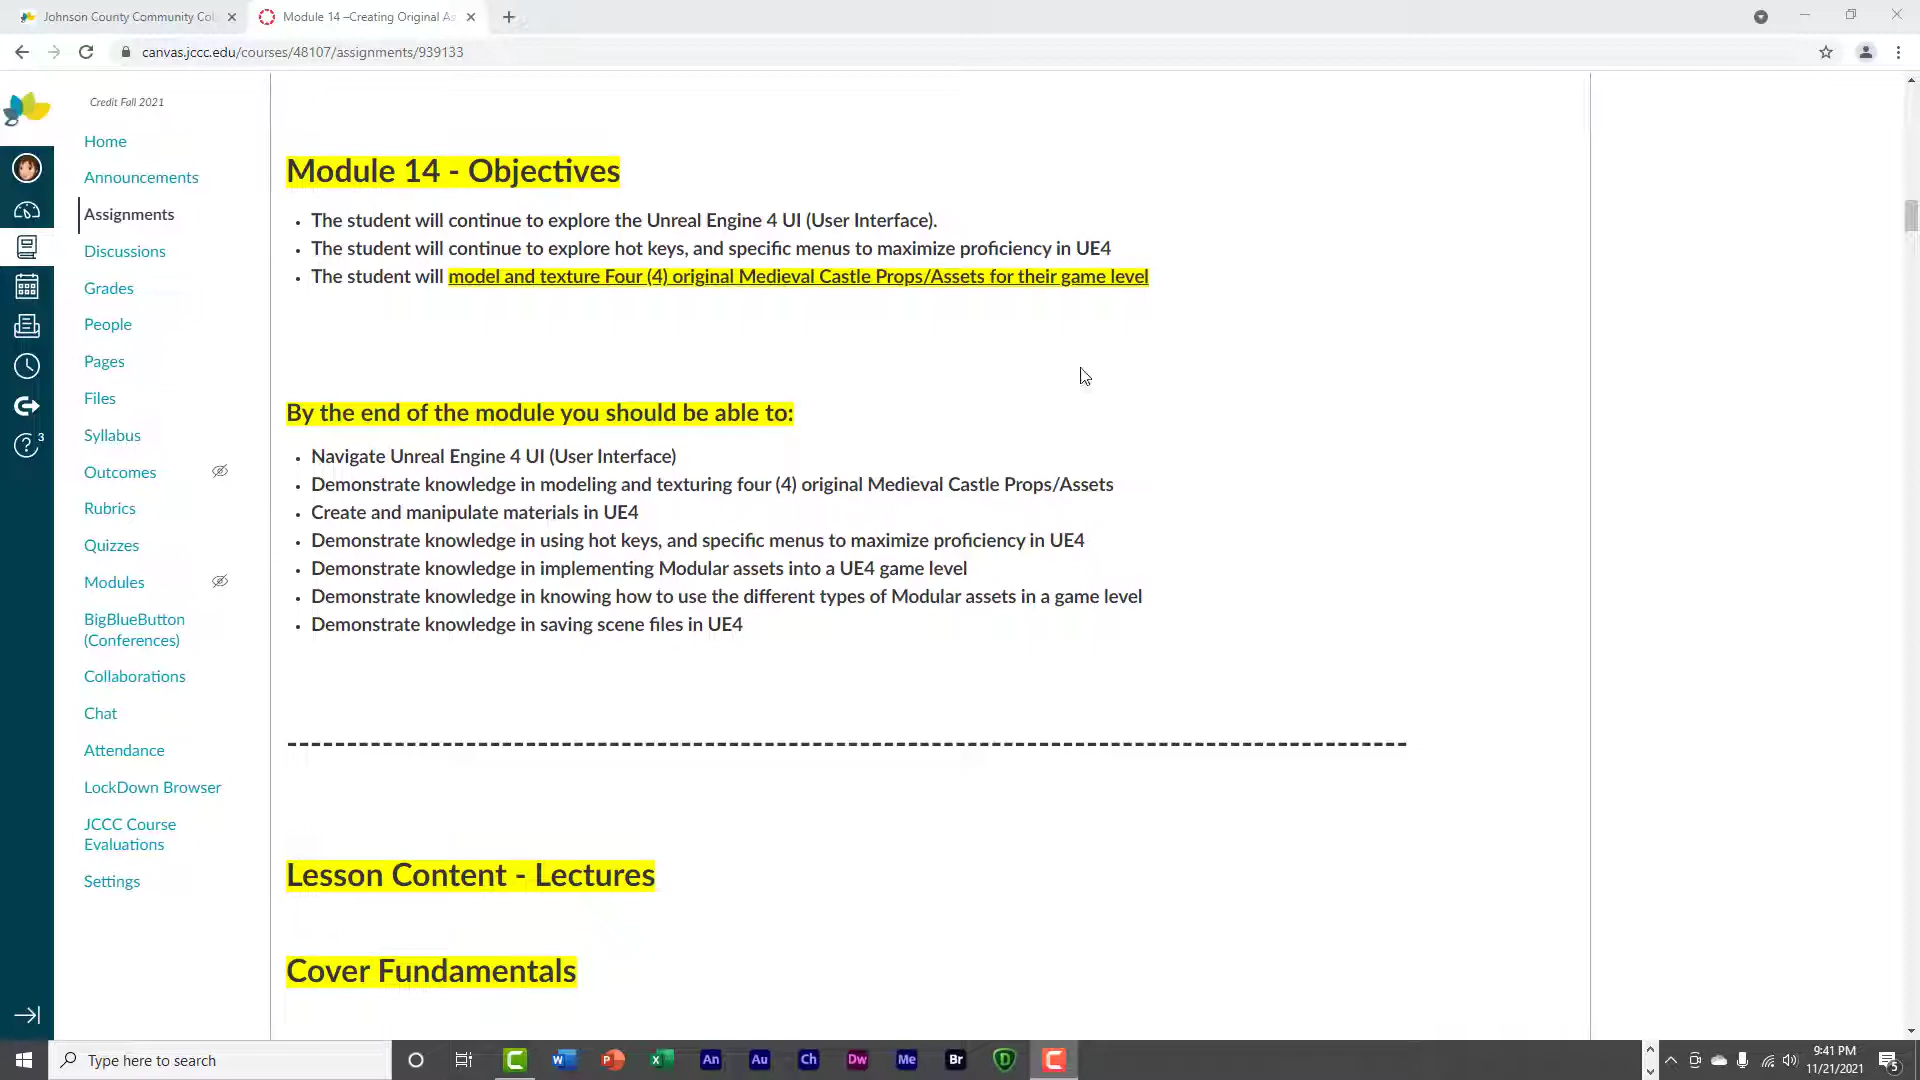 Johnson County Community Col
Module 14 –Creating Original As
canvas.jccc.edu/courses/48107/assignments/939133
Credit Fall 2021
Home
Announcements
Assignments
Discussions
Grades
People
Pages
Files
Syllabus
Outcomes
Rubrics
Quizzes
Modules
BigBlueButton
(Conferences)
Collaborations
Chat
Attendance
LockDown Browser
JCCC Course
Evaluations
Settings
3
Module 14 - Objectives
The student will continue to explore the Unreal Engine 4 UI (User Interface).
The student will continue to explore hot keys, and specific menus to maximize proficiency in UE4
The student will model and texture Four (4) original Medieval Castle Props/Assets for their game level
By the end of the module you should be able to:
Navigate Unreal Engine 4 UI (User Interface)
Demonstrate knowledge in modeling and texturing four (4) original Medieval Castle Props/Assets
Create and manipulate materials in UE4
Demonstrate knowledge in using hot keys, and specific menus to maximize proficiency in UE4
Demonstrate knowledge in implementing Modular assets into a UE4 game level
Demonstrate knowledge in knowing how to use the different types of Modular assets in a game level
Demonstrate knowledge in saving scene files in UE4
-----------------------------------------------------------------------------------------------
Lesson Content - Lectures
Cover Fundamentals
Type here to search
An
Au
Ch
Dw
Me
Br
9:41 PM
11/21/2021
5